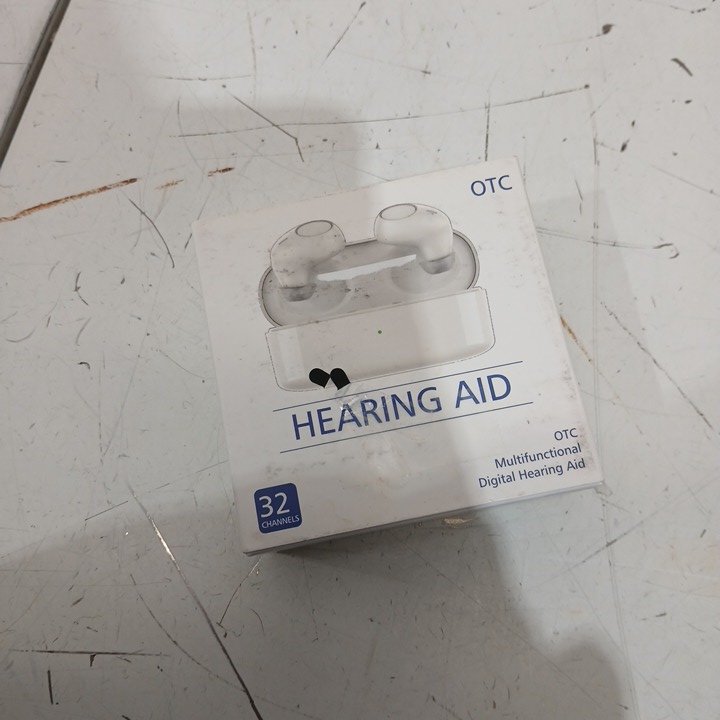 OTC
HEARING AID
OTC
Multifunctional
Digital Hearing Aid
32
CHANNELS